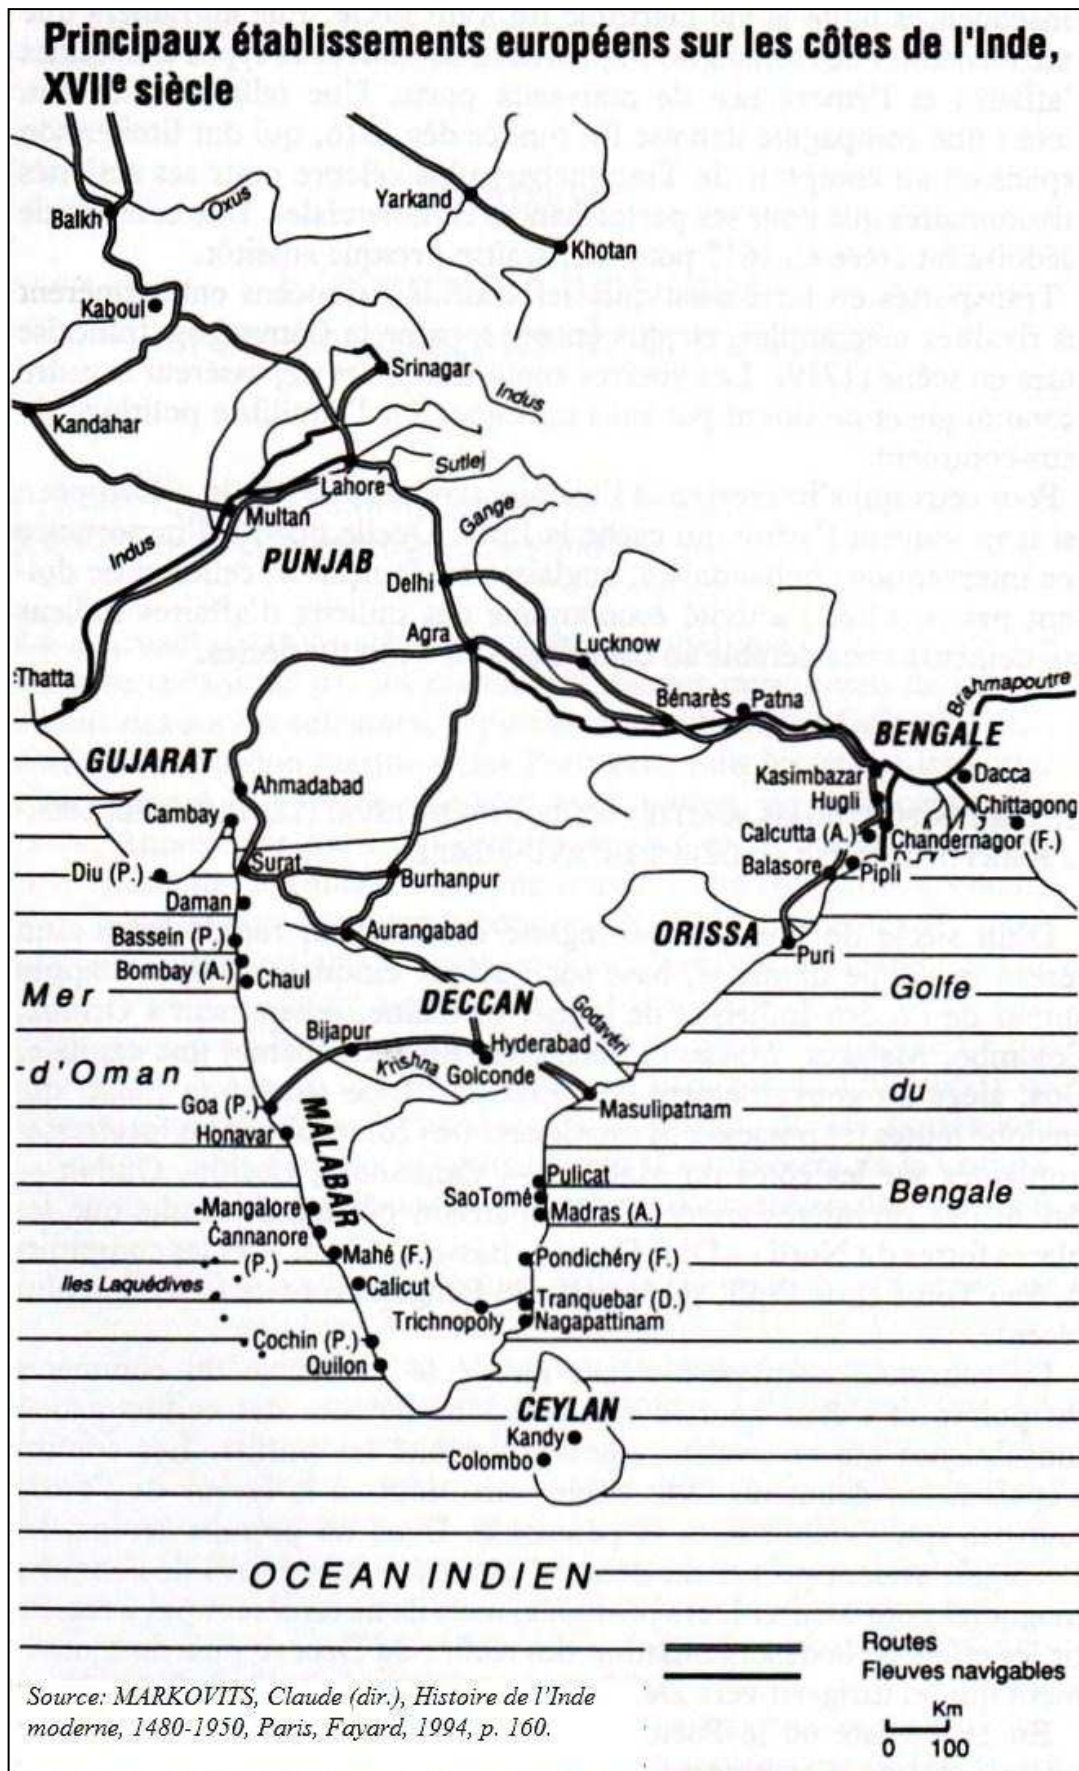 Principaux établissements européens sur les côtes de l'Inde,
XVIIe siècle
Balkh
Oxus
Yarkand
Khotan
Kaboul
Srinagar
Indus
Kandahar
Sutlej
Lahore
Multan
Gange
Indus
PUNJAB
Delhi
Agra
Lucknow
Thatta
Bénarès
Patna
Brahmapoutre
GUJARAT
BENGALE
Ahmadabad
Kasimbazar
Dacca
Cambay
Hugli
Chittagong
Calcutta (A.)
Chandernagor (F.)
Surat
Balasore
Pipli
Diu (P.)
Burhanpur
Daman
Aurangabad
ORISSA
Bassein (P.)
Puri
Bombay (A.)
Chaul
Mer
DECCAN
Golfe
Godavéri
Bijapur
Hyderabad
d'Oman
Krishna
Golconde
du
Goa (P.)
Masulipatnam
MALABAR
Honavar
Pulicat
SaoTomé
Bengale
Mangalore
Madras (A.)
Cannanore
(P.)
Mahé (F.)
Pondichéry (F.)
Iles Laquédives
Calicut
Tranquebar (D.)
Trichnopoly
Nagapattinam
Cochin (P.)
Quilon
CEYLAN
Kandy
Colombo
OCEAN INDIEN
Routes
Fleuves navigables
Source: MARKOVITS, Claude (dir.), Histoire de l'Inde
moderne, 1480-1950, Paris, Fayard, 1994, p. 160.
Km
0 100